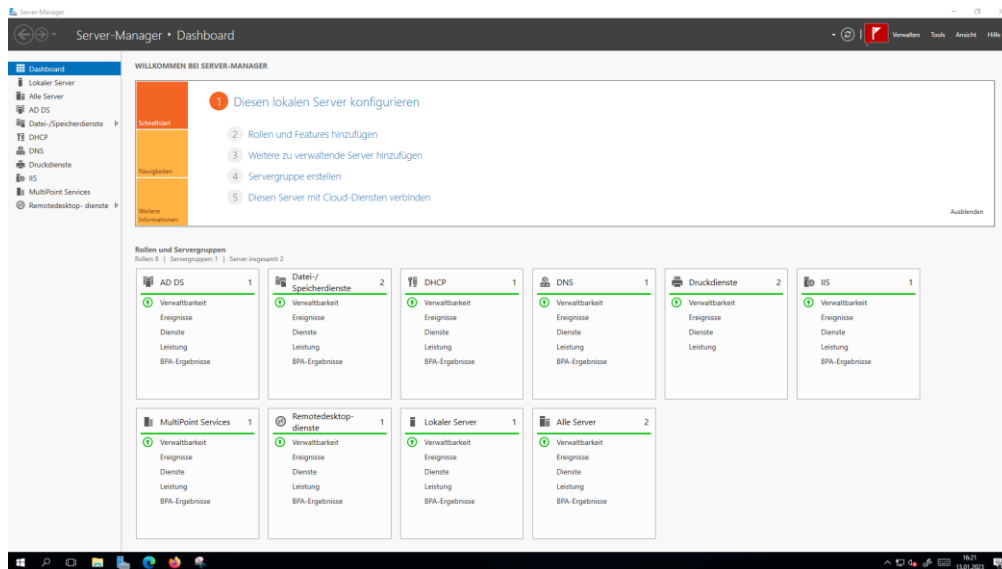 Server-Manager
Server-Manager • Dashboard
Verwalten Tools Ansicht Hilfe
Dashboard
Lokaler Server
Alle Server
AD DS
Datei-/Speicherdienste
DHCP
DNS
Druckdienste
IIS
MultiPoint Services
Remotedesktop- dienste
WILLKOMMEN BEI SERVER-MANAGER
Schnellstart
Neuigkeiten
Weitere
Informationen
1 Diesen lokalen Server konfigurieren
2 Rollen und Features hinzufügen
3 Weitere zu verwaltende Server hinzufügen
4 Servergruppe erstellen
5 Diesen Server mit Cloud-Diensten verbinden
Ausblenden
Rollen und Servergruppen
Rollen: 8 | Servergruppen: 1 | Server insgesamt: 2
AD DS 1
Verwaltbarkeit
Ereignisse
Dienste
Leistung
BPA-Ergebnisse
Datei-/
Speicherdienste 2
Verwaltbarkeit
Ereignisse
Dienste
Leistung
BPA-Ergebnisse
DHCP 1
Verwaltbarkeit
Ereignisse
Dienste
Leistung
BPA-Ergebnisse
DNS 1
Verwaltbarkeit
Ereignisse
Dienste
Leistung
BPA-Ergebnisse
Druckdienste 2
Verwaltbarkeit
Ereignisse
Dienste
Leistung
IIS 1
Verwaltbarkeit
Ereignisse
Dienste
Leistung
BPA-Ergebnisse
MultiPoint Services 1
Verwaltbarkeit
Ereignisse
Dienste
Leistung
BPA-Ergebnisse
Remotedesktop-
dienste 1
Verwaltbarkeit
Ereignisse
Dienste
Leistung
BPA-Ergebnisse
Lokaler Server 1
Verwaltbarkeit
Ereignisse
Dienste
Leistung
BPA-Ergebnisse
Alle Server 2
Verwaltbarkeit
Ereignisse
Dienste
Leistung
BPA-Ergebnisse
16:21
13.01.2023